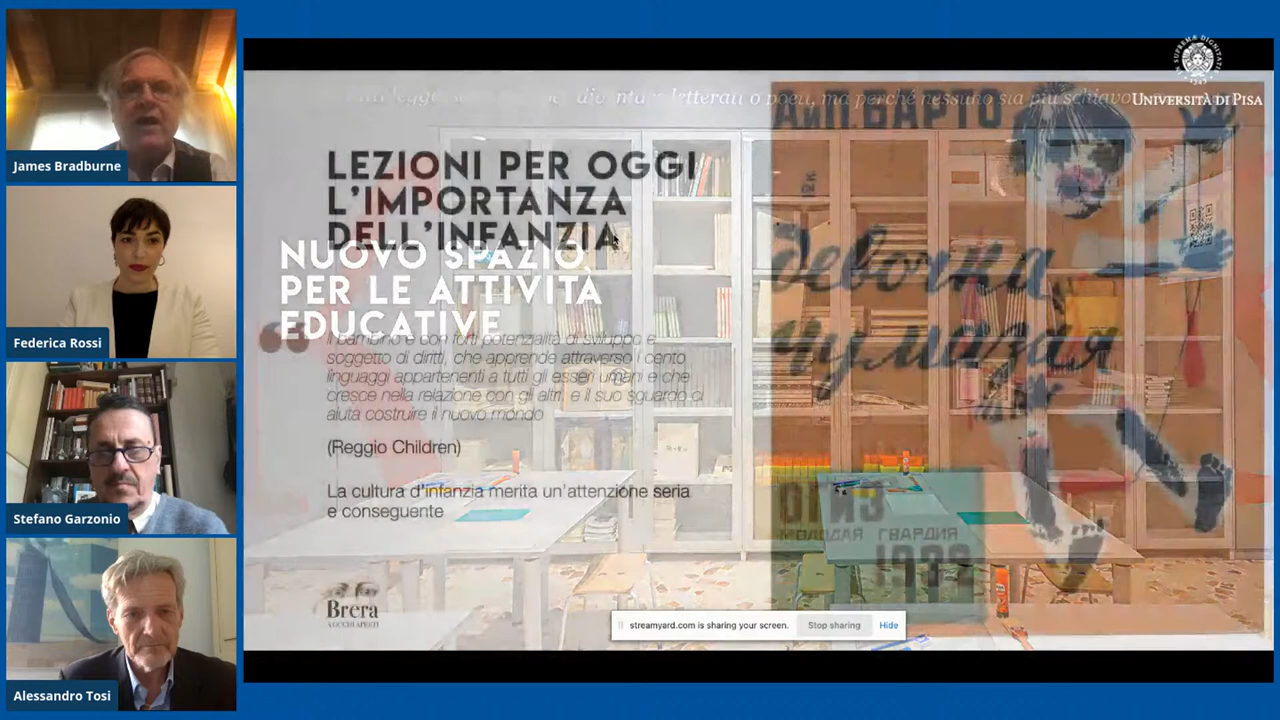 James Bradburne
Federica Rossi
Stefano Garzonio
Alessandro Tosi
UNIVERSITÀ DI PISA
letterati o poeti, ma perché nessuno sia più schiavo
А и П. БАРТО
LEZIONI PER OGGI
L'IMPORTANZA
DELL'INFANZIA
NUOVO SPAZIO
PER LE ATTIVITÀ
EDUCATIVE
Il bambino è con forti potenzialità di sviluppo e
soggetto di diritti, che apprende attraverso i cento
linguaggi appartenenti a tutti gli esseri umani e che
cresce nella relazione con gli altri, e il suo sguardo ci
aiuta costruire il nuovo mondo
(Reggio Children)
La cultura d'infanzia merita un'attenzione seria
e conseguente
девочка
чумазая
ОГИЗ
МОЛОДАЯ ГВАРДИЯ
Brera
A OCCHI APERTI
streamyard.com is sharing your screen.
Stop sharing
Hide